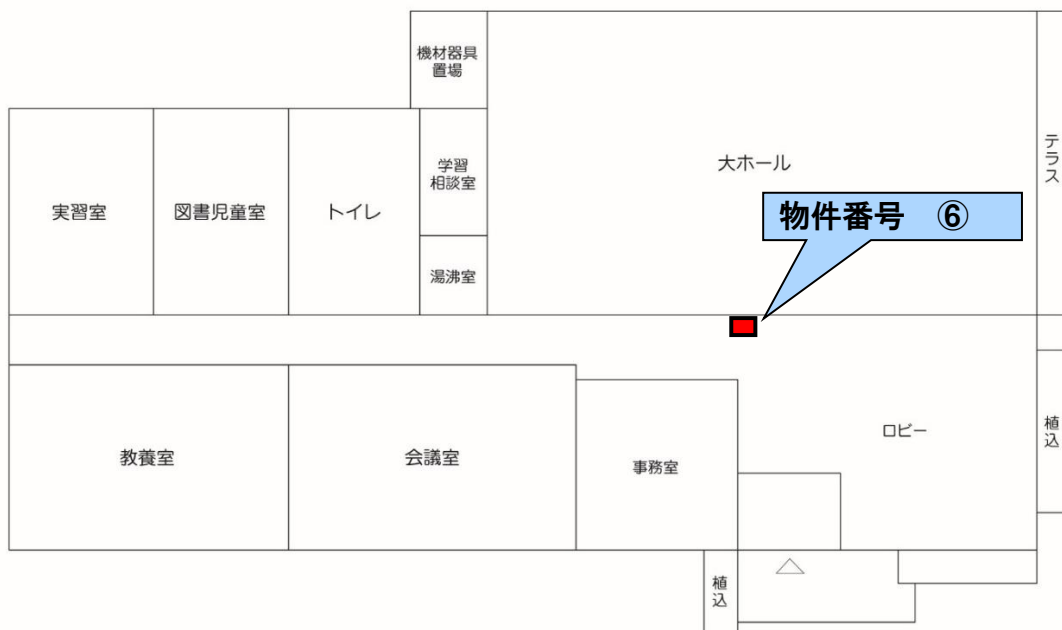 機材器具
置場
テラス
大ホール
学習
相談室
実習室
図書児童室
トイレ
物件番号　⑥
湯沸室
ロビー
植込
教養室
会議室
事務室
植込